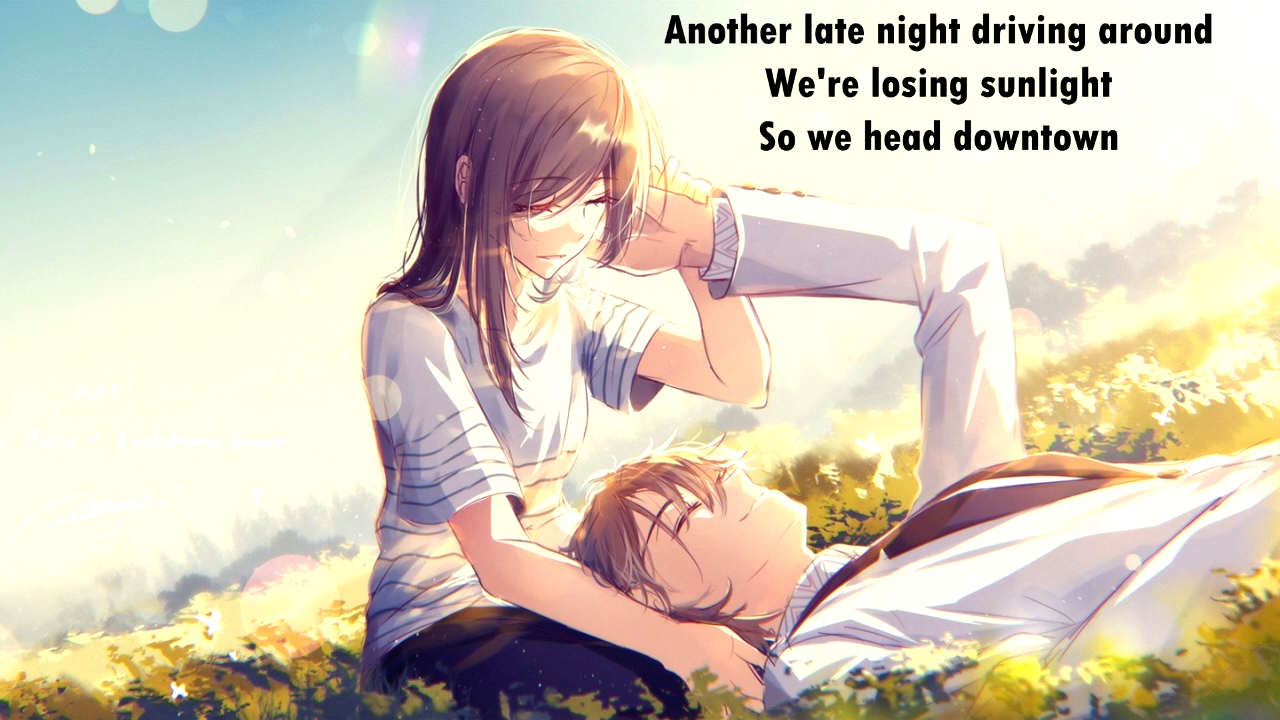 Another late night driving around
We're losing sunlight
So we head downtown